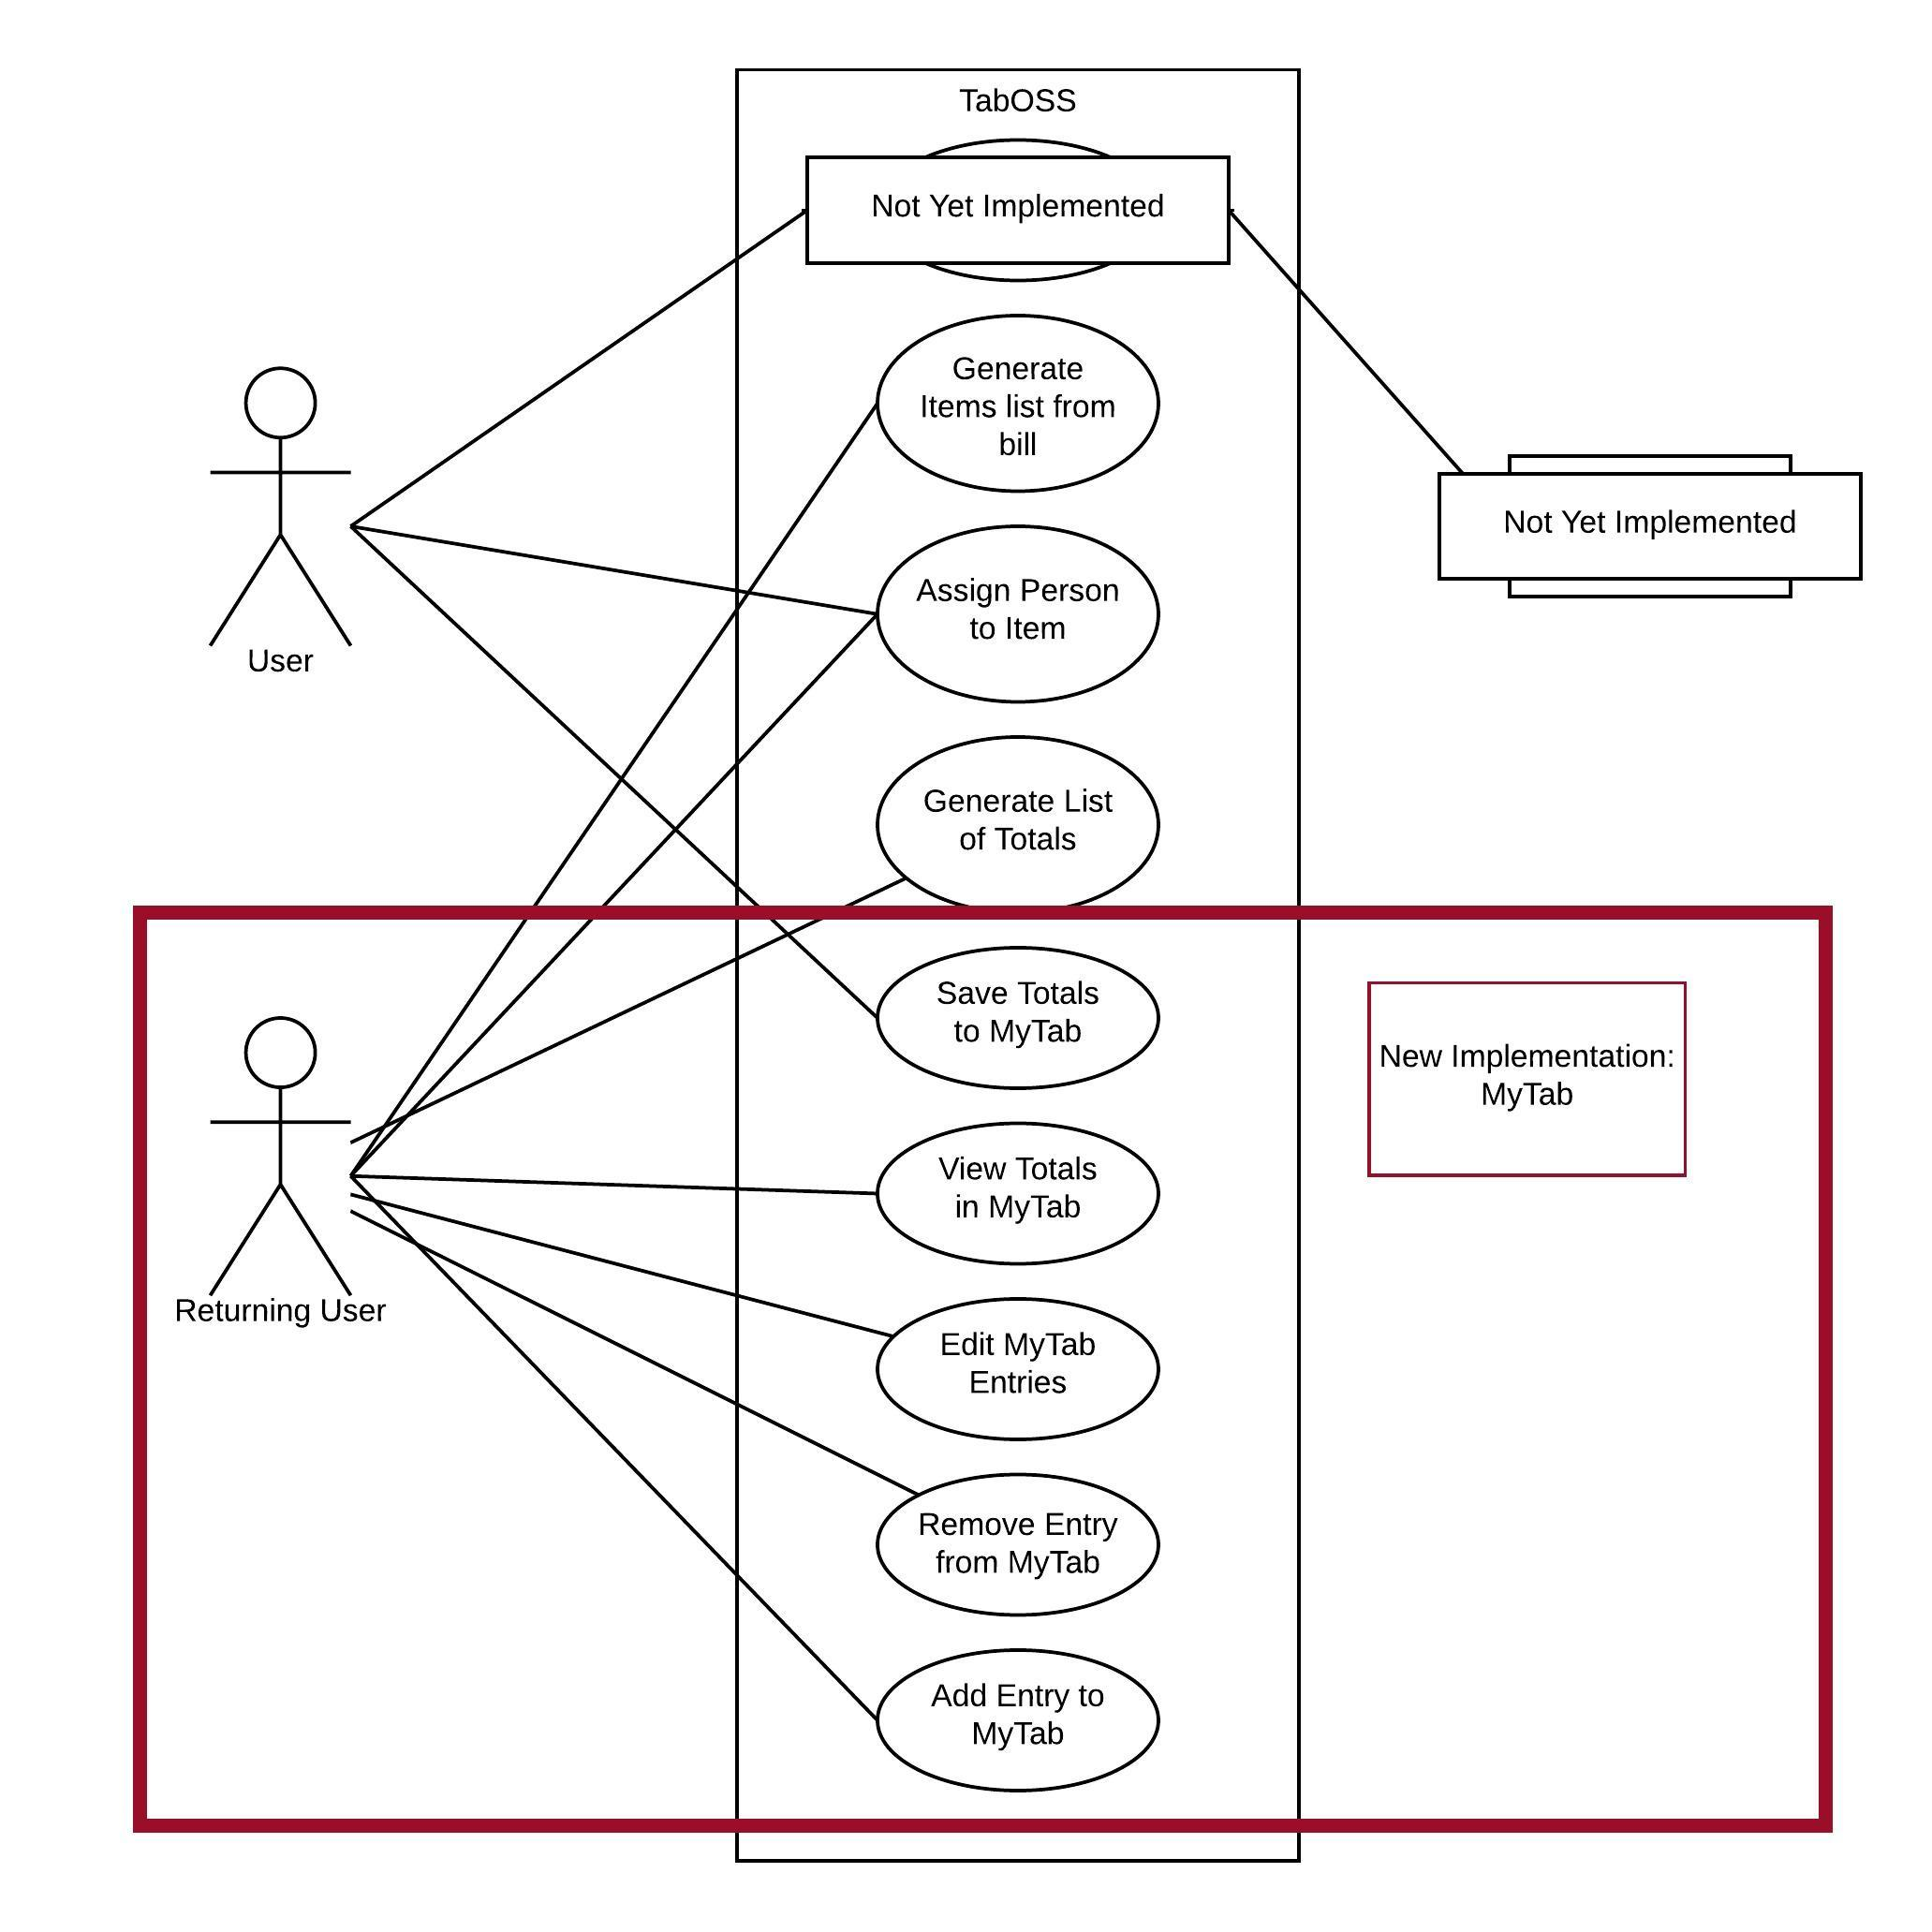 TabOSS
Not Yet Implemented
Generate
Items list from
bill
Not Yet Implemented
Assign Person
to Item
User
Generate List
of Totals
Save Totals
to MyTab
New Implementation:
MyTab
View Totals
in MyTab
Returning User
Edit MyTab
Entries
Remove Entry
from MyTab
Add Entry to
MyTab